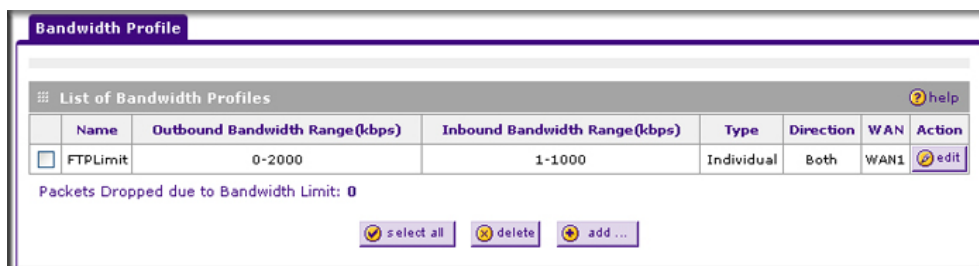 Bandwidth Profile
List of Bandwidth Profiles help
Name Outbound Bandwidth Range(kbps) Inbound Bandwidth Range(kbps) Type Direction WAN Action
FTPLimit 0-2000 1-1000 Individual Both WAN1 edit
Packets Dropped due to Bandwidth Limit: 0
select all delete add ...